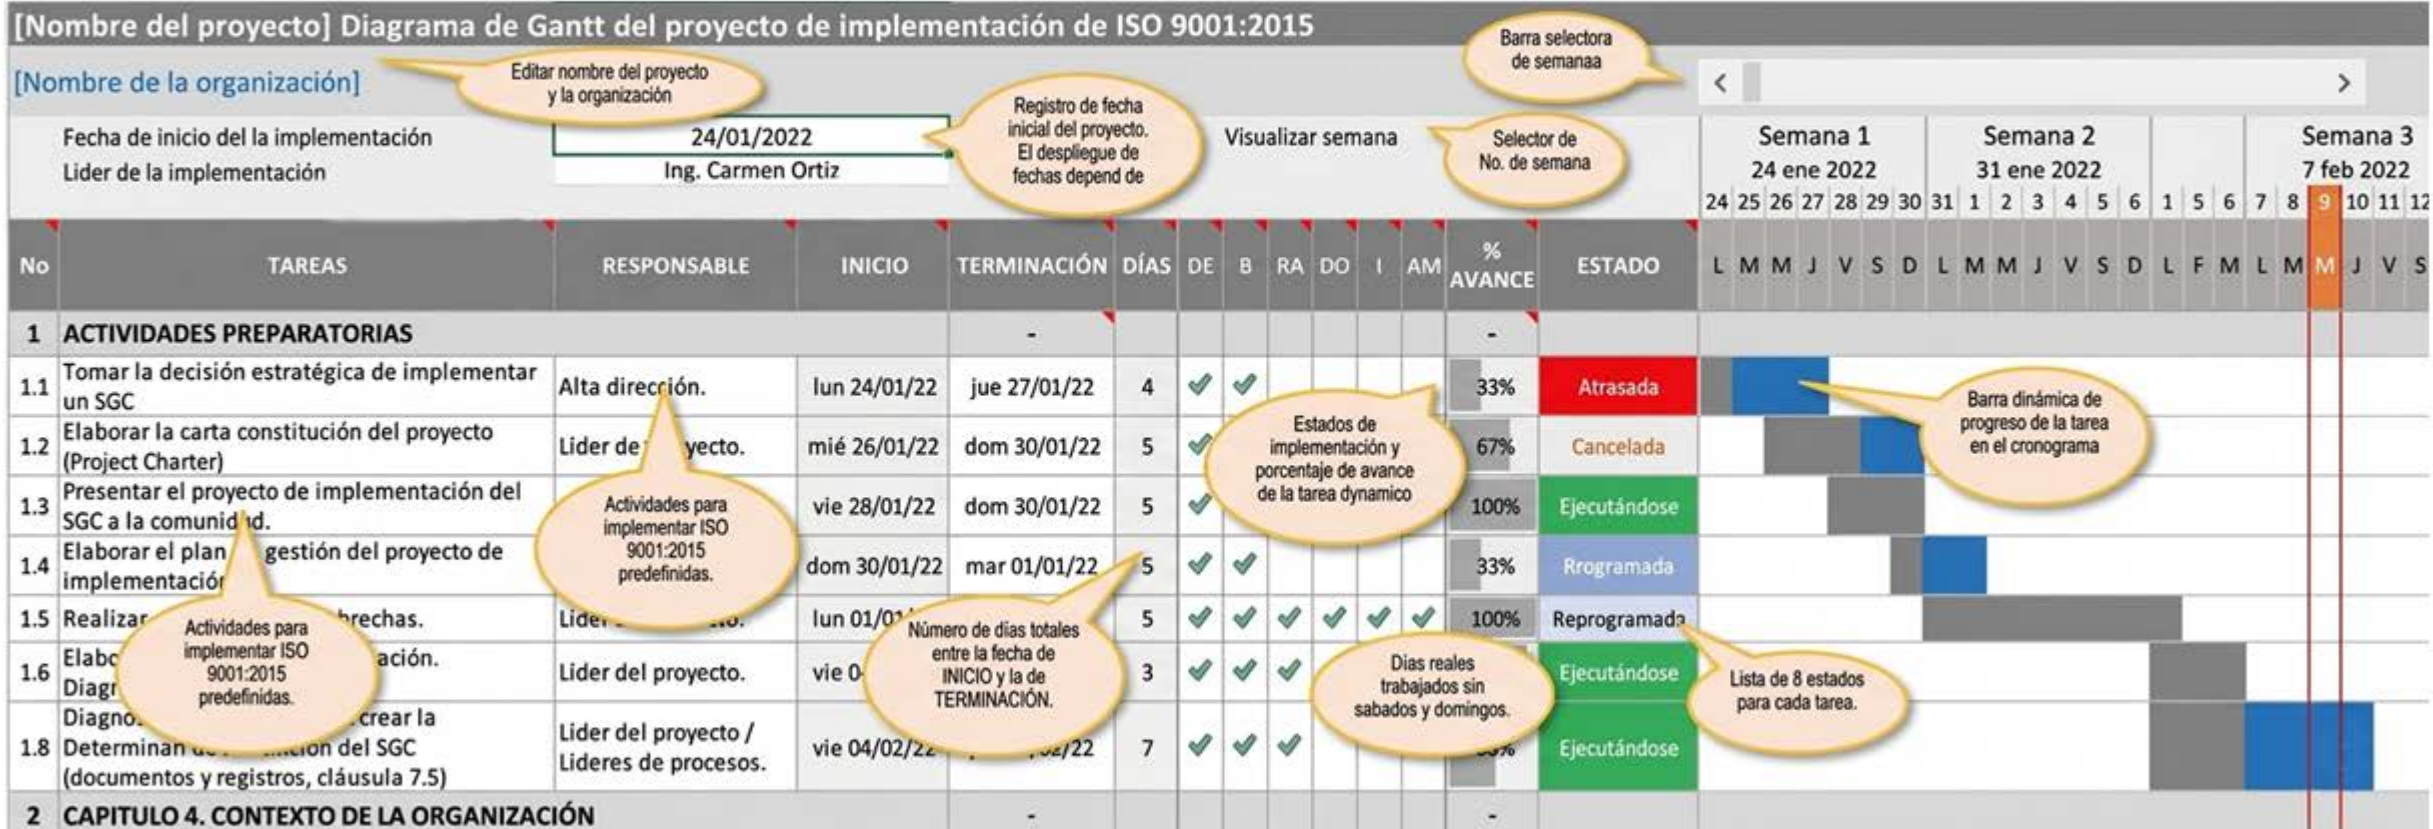 [Nombre del proyecto] Diagrama de Gantt del proyecto de implementación de ISO 9001:2015
[Nombre de la organización]
Editar nombre del proyecto
y la organización
Barra selectora
de semanaa
Fecha de inicio del la implementación
24/01/2022
Lider de la implementación
Ing. Carmen Ortiz
Registro de fecha
inicial del proyecto.
El despliegue de
fechas depend de
Visualizar semana
Selector de
No. de semana
Semana 1
24 ene 2022
Semana 2
31 ene 2022
Semana 3
7 feb 2022
24 25 26 27 28 29 30 31 1 2 3 4 5 6 1 5 6 7 8 9 10 11 12
No TAREAS RESPONSABLE INICIO TERMINACIÓN DÍAS DE B RA DO I AM % AVANCE ESTADO L M M J V S D L M M J V S D L F M L M M J V S
1 ACTIVIDADES PREPARATORIAS - -
1.1 Tomar la decisión estratégica de implementar
un SGC
Alta dirección. lun 24/01/22 jue 27/01/22 4 33% Atrasada
1.2 Elaborar la carta constitución del proyecto
(Project Charter)
Lider de yecto. mié 26/01/22 dom 30/01/22 5 67% Cancelada
1.3 Presentar el proyecto de implementación del
SGC a la comunidad.
vie 28/01/22 dom 30/01/22 5 100% Ejecutándose
1.4 Elaborar el plan gestión del proyecto de
implementación
dom 30/01/22 mar 01/01/22 5 33% Rrogramada
1.5 Realizar brechas. lun 01/01 5 100% Reprogramada
1.6 Elabo ación.
Diagr
Lider del proyecto. vie 0 3 Ejecutándose
1.8 Diagno crear la
Determinan ción del SGC
(documentos y registros, cláusula 7.5)
Lider del proyecto /
Lideres de procesos.
vie 04/02/22 /22 7 Ejecutándose
2 CAPITULO 4. CONTEXTO DE LA ORGANIZACIÓN - -
Estados de
implementación y
porcentaje de avance
de la tarea dynamico
Barra dinámica de
progreso de la tarea
en el cronograma
Actividades para
implementar ISO
9001:2015
predefinidas.
Actividades para
implementar ISO
9001:2015
predefinidas.
Número de días totales
entre la fecha de
INICIO y la de
TERMINACIÓN.
Dias reales
trabajados sin
sabados y domingos.
Lista de 8 estados
para cada tarea.